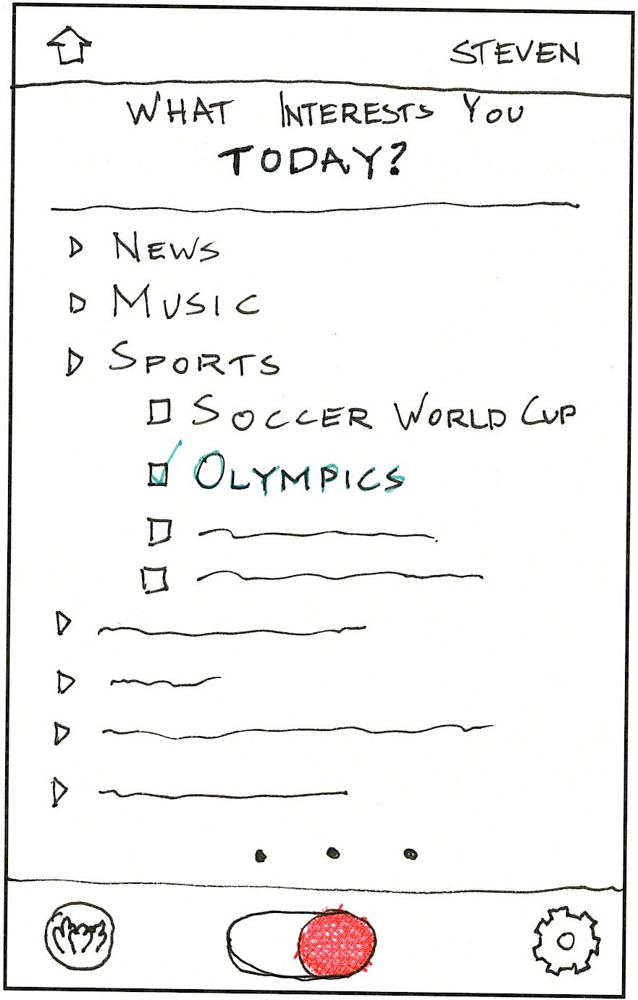 STEVEN
WHAT INTERESTS YOU
TODAY?
NEWS
MUSIC
SPORTS
SOCCER WORLD CUP
OLYMPICS